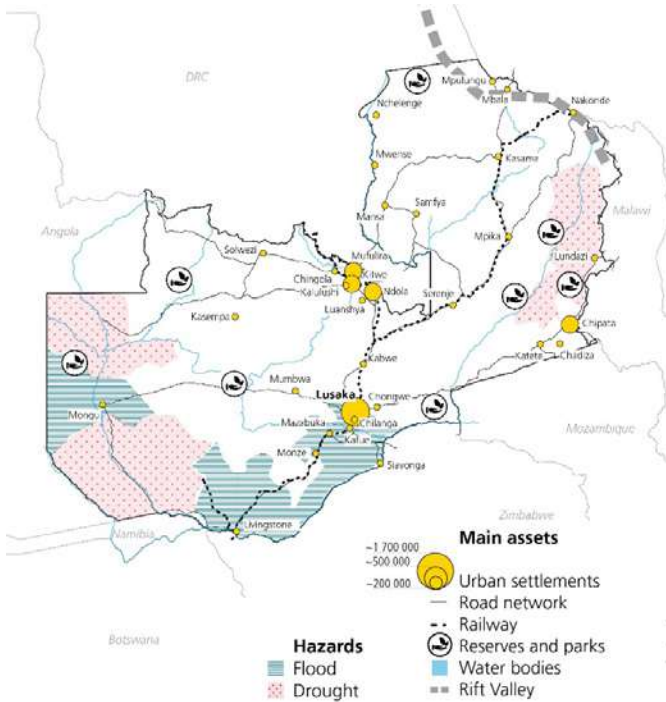 DRC
Mpulungu
Mbala
Nakonde
Nchelenge
Mwense
Kasama
Malawi
Mansa
Samfya
Angola
Mpika
Solwezi
Mufulira
Lundazi
Chingola
Kitwe
Kalulushi
Ndola
Luanshya
Serenje
Kasempa
Chipata
Katete
Chadiza
Kabwe
Mumbwa
Lusaka
Chongwe
Mongu
Chilanga
Mazabuka
Kafue
Mozambique
Monze
Siavonga
Zimbabwe
Livingstone
Namibia
Botswana
Main assets
~1 700 000
~500 000
~200 000
Urban settlements
Road network
Railway
Reserves and parks
Water bodies
Rift Valley
Hazards
Flood
Drought